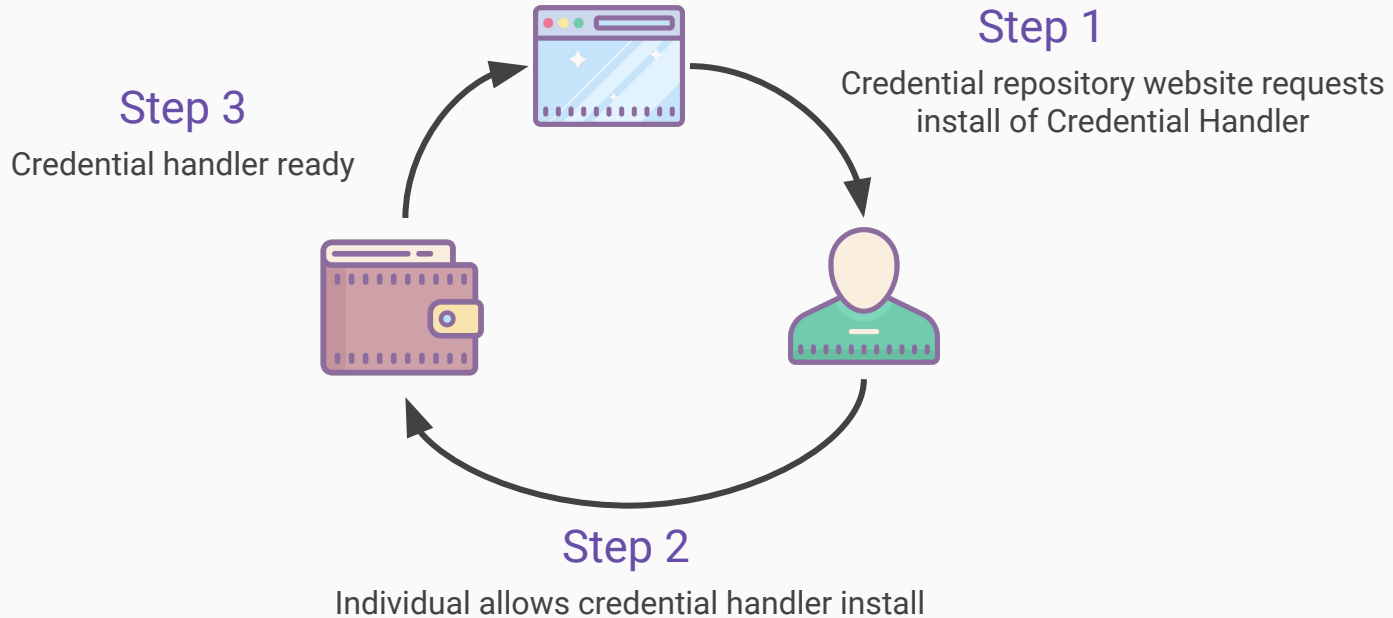 Step 1
Credential repository website requests
install of Credential Handler
Step 2
Individual allows credential handler install
Step 3
Credential handler ready